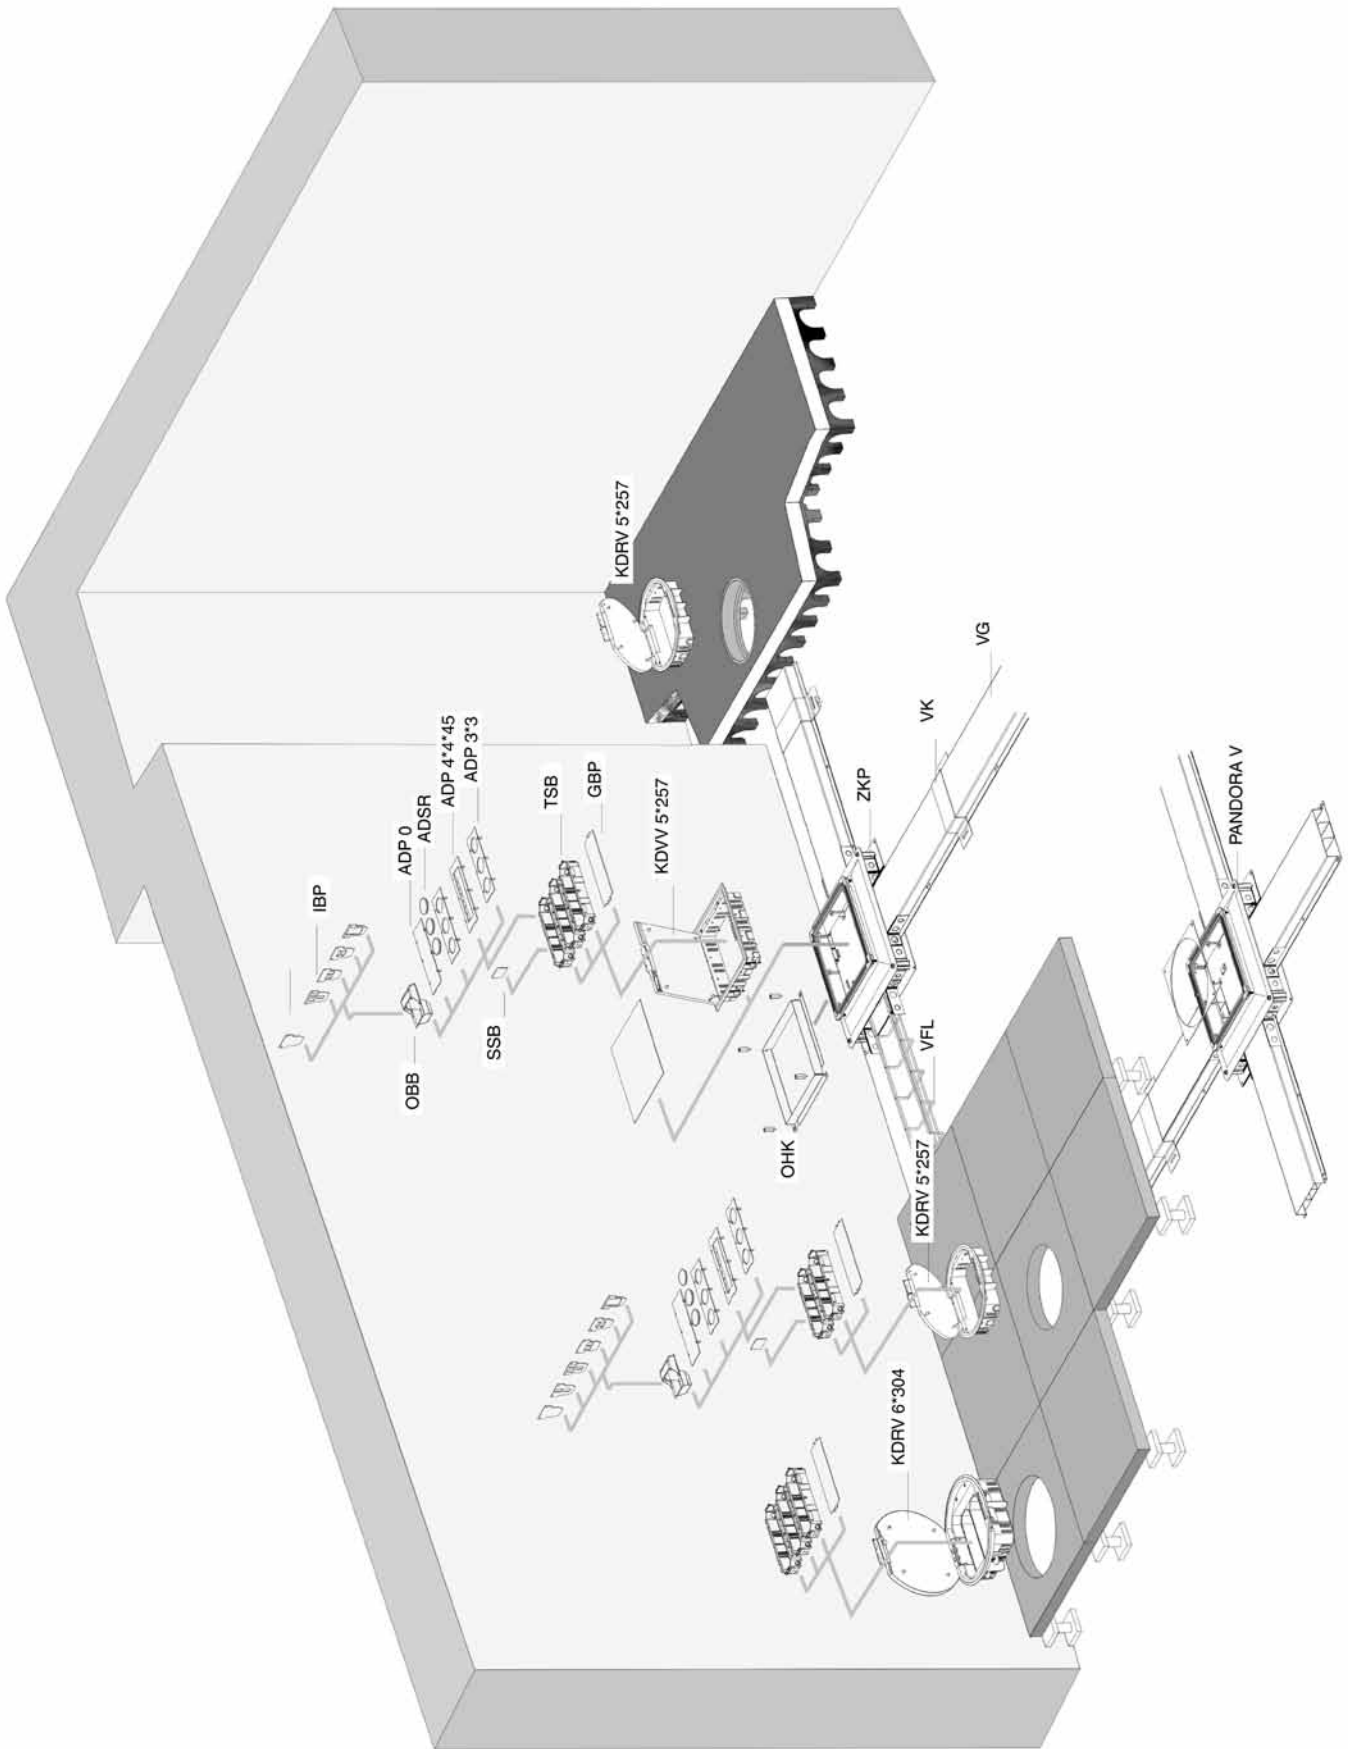 IBP
ADP 0
ADSR
ADP 4*4*45
ADP 3*3
OBB
SSB
TSB
GBP
KDVV 5*257
KDRV 5*257
OHK
ZKP
VK
VG
VFL
KDRV 5*257
KDRV 6*304
PANDORA V